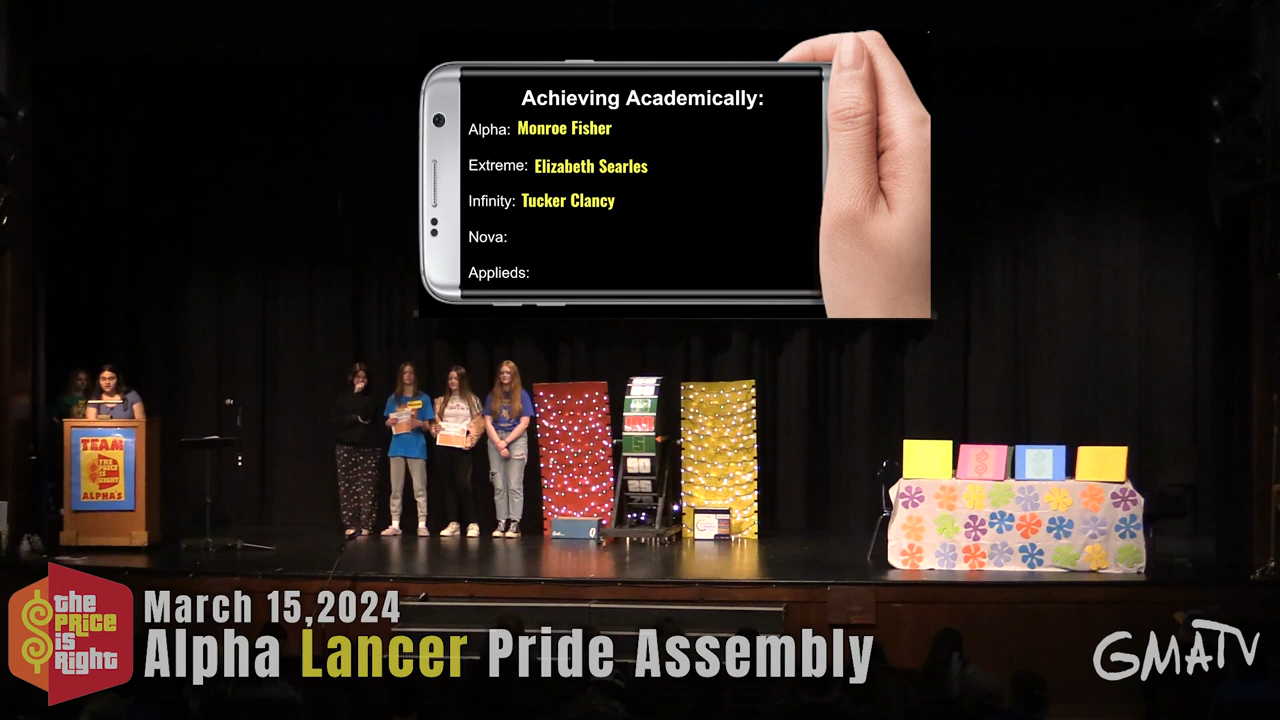 Achieving Academically:
Alpha: Monroe Fisher
Extreme: Elizabeth Searles
Infinity: Tucker Clancy
Nova:
Applieds:
TEAM
THE
PRICE
IS
RIGHT
ALPHA'S
5
the
PRICE
is
Right
March 15,2024
Alpha Lancer Pride Assembly
GMATV